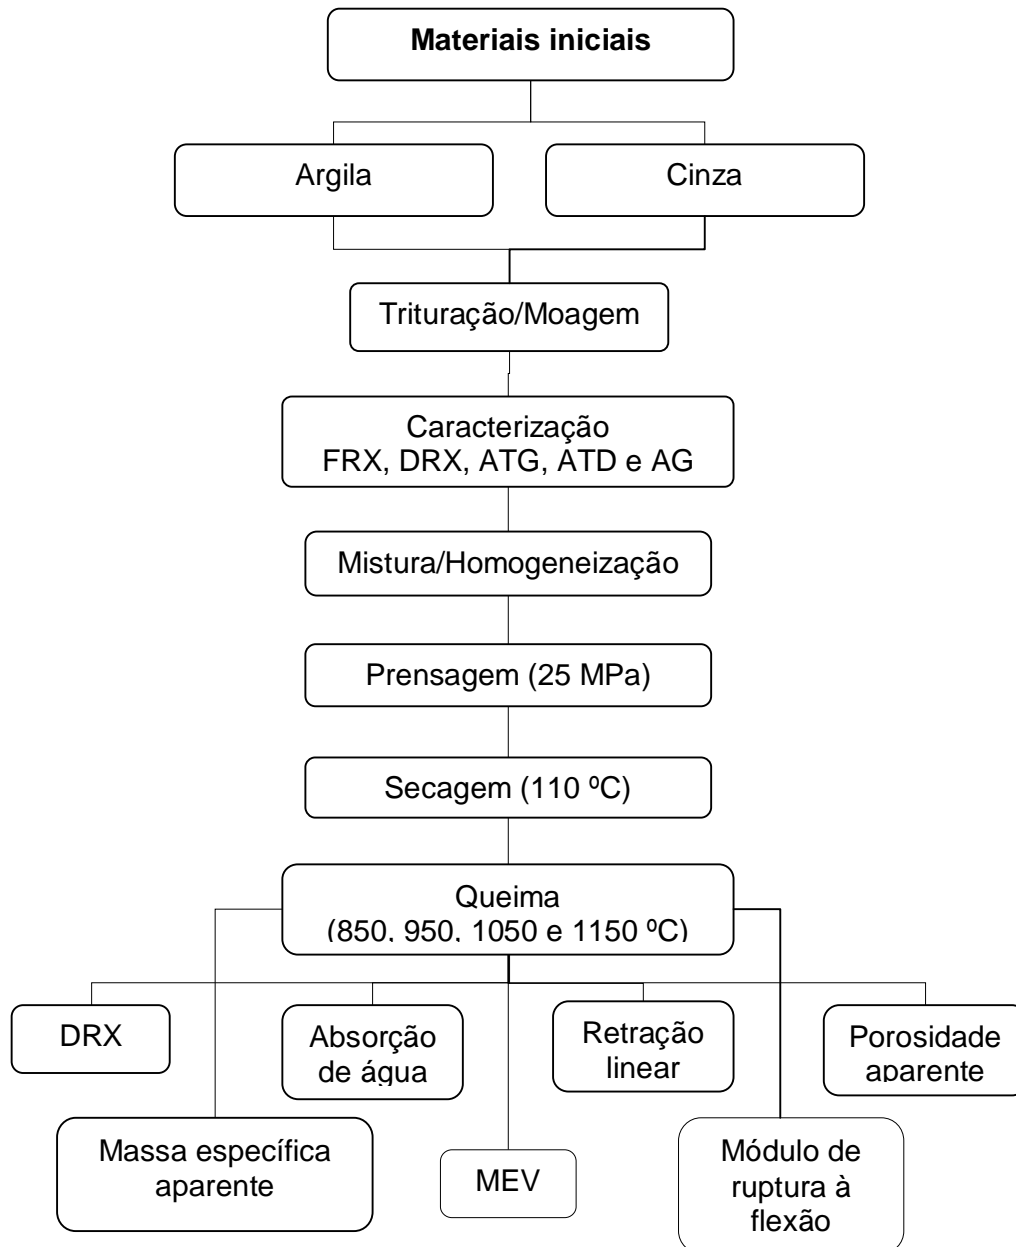 Materiais iniciais
Argila
Cinza
Trituração/Moagem
Caracterização
FRX, DRX, ATG, ATD e AG
Mistura/Homogeneização
Prensagem (25 MPa)
Secagem (110 ºC)
Queima
(850, 950, 1050 e 1150 ºC)
DRX
Absorção
de água
Retração
linear
Porosidade
aparente
Massa específica
aparente
MEV
Módulo de
ruptura à
flexão